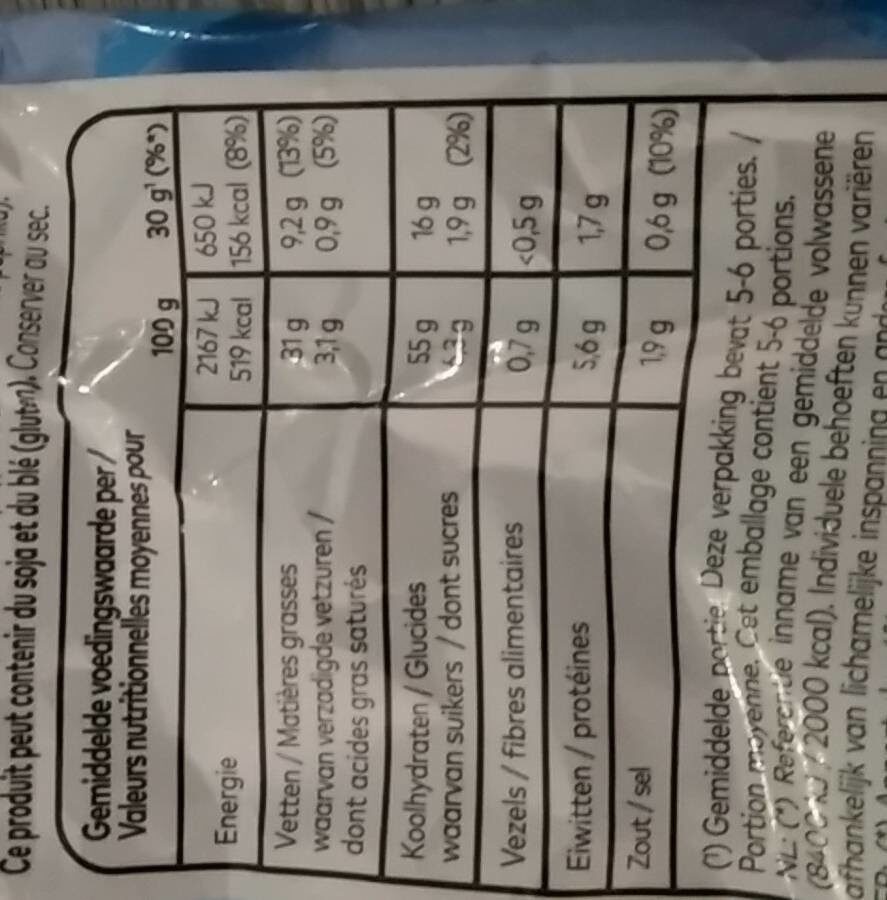 Ce produit peut contenir du soja et du blé (gluten). Conserver au sec.
Gemiddelde voedingswaarde per /
Valeurs nutritionnelles moyennes pour 100 g 30 g¹ (%*)
Energie 2167 kJ 650 kJ
519 kcal 156 kcal (8%)
Vetten / Matières grasses 31 g 9,2 g (13%)
waarvan verzadigde vetzuren / 3,1 g 0,9 g (5%)
dont acides gras saturés
Koolhydraten / Glucides 55 g 16 g
waarvan suikers / dont sucres 6,3 g 1,9 g (2%)
Vezels / fibres alimentaires 0,7 g <0,5 g
Eiwitten / protéines 5,6 g 1,7 g
Zout / sel 1,9 g 0,6 g (10%)
(¹) Gemiddelde portie. Deze verpakking bevat 5-6 porties. /
Portion moyenne. Cet emballage contient 5-6 portions.
NL: (*) Referentie inname van een gemiddelde volwassene
(8400 kJ / 2000 kcal). Individuele behoeften kunnen variëren
afhankelijk van lichamelijke inspanning en